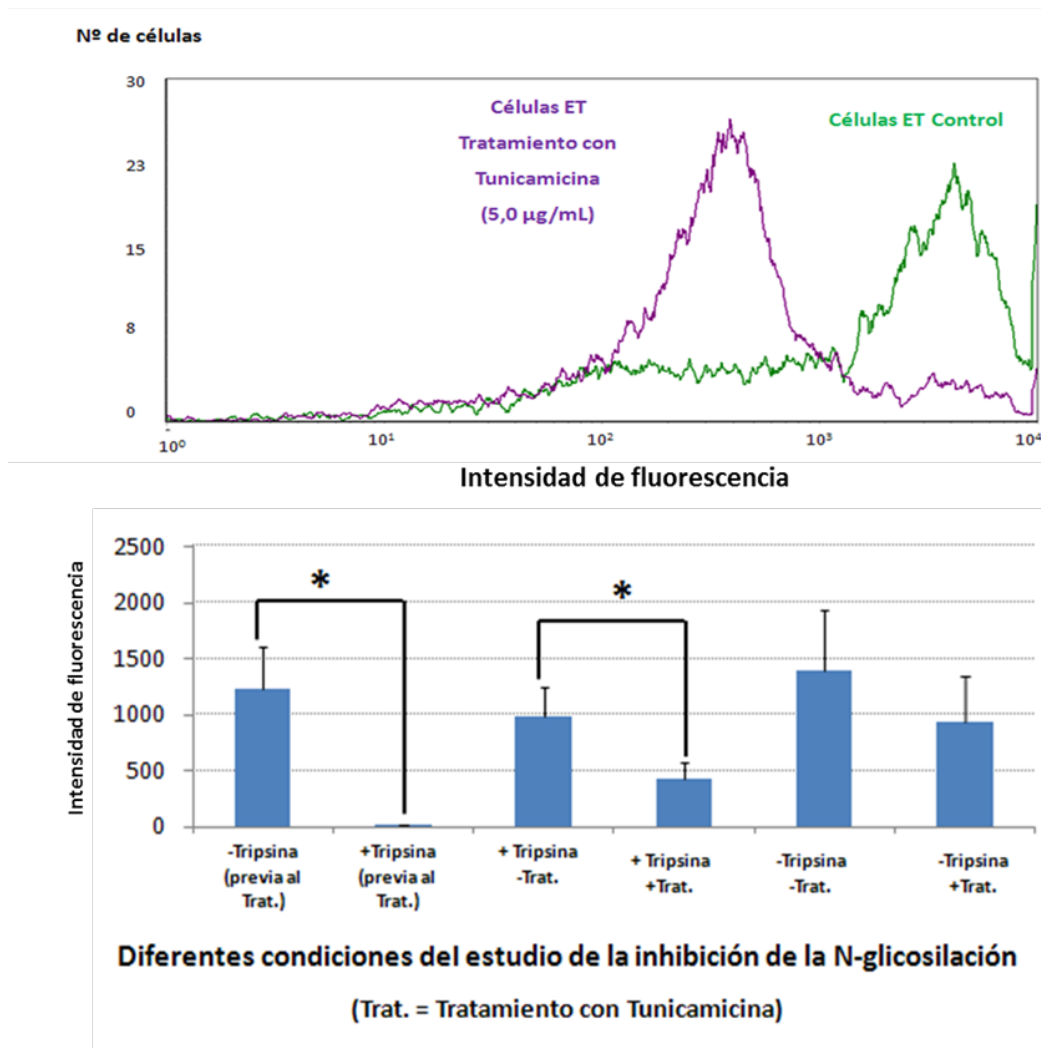 Nº de células
30
23
15
8
0
Células ET
Tratamiento con
Tunicamicina
(5,0 µg/mL)
Células ET Control
10⁰
10¹
10²
10³
10⁴
Intensidad de fluorescencia
Intensidad de fluorescencia
2500
2000
1500
1000
500
0
*
*
-Tripsina
(previa al
Trat.)
+Tripsina
(previa al
Trat.)
+ Tripsina
-Trat.
+ Tripsina
+Trat.
-Tripsina
-Trat.
-Tripsina
+Trat.
Diferentes condiciones del estudio de la inhibición de la N-glicosilación
(Trat. = Tratamiento con Tunicamicina)